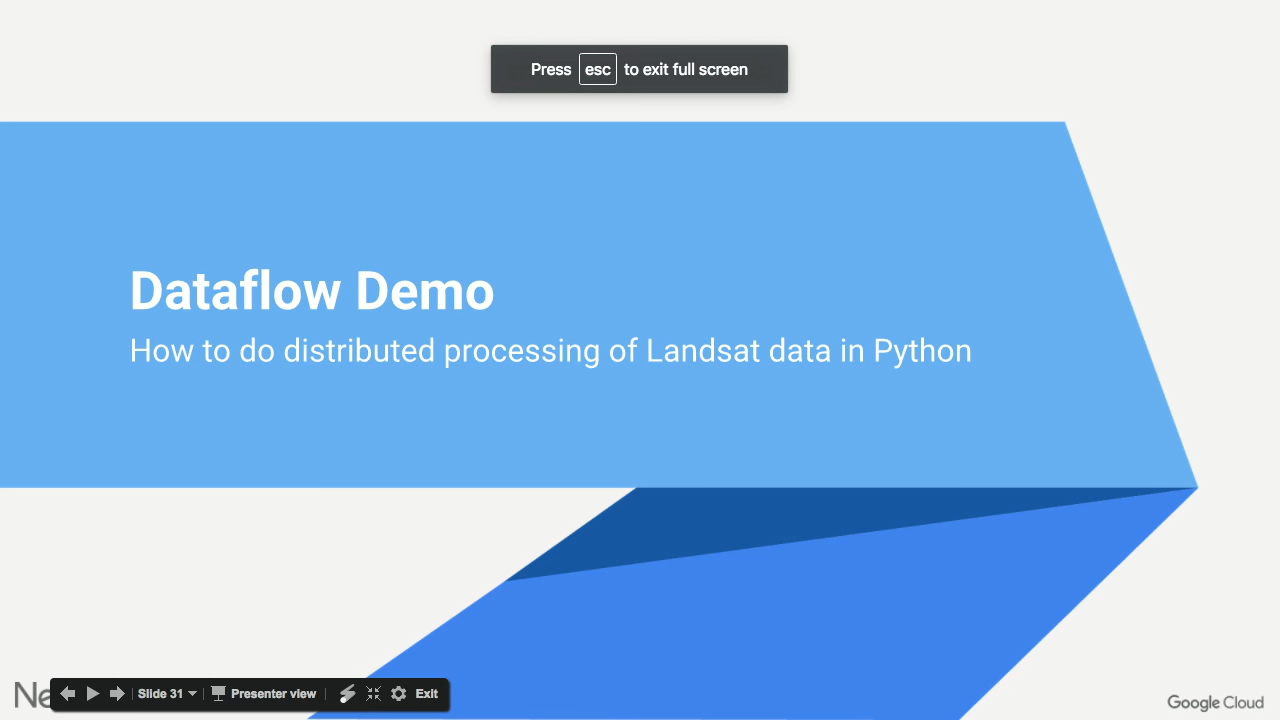 Press esc to exit full screen
Dataflow Demo
How to do distributed processing of Landsat data in Python
Slide 31
Presenter view
Exit
Google Cloud